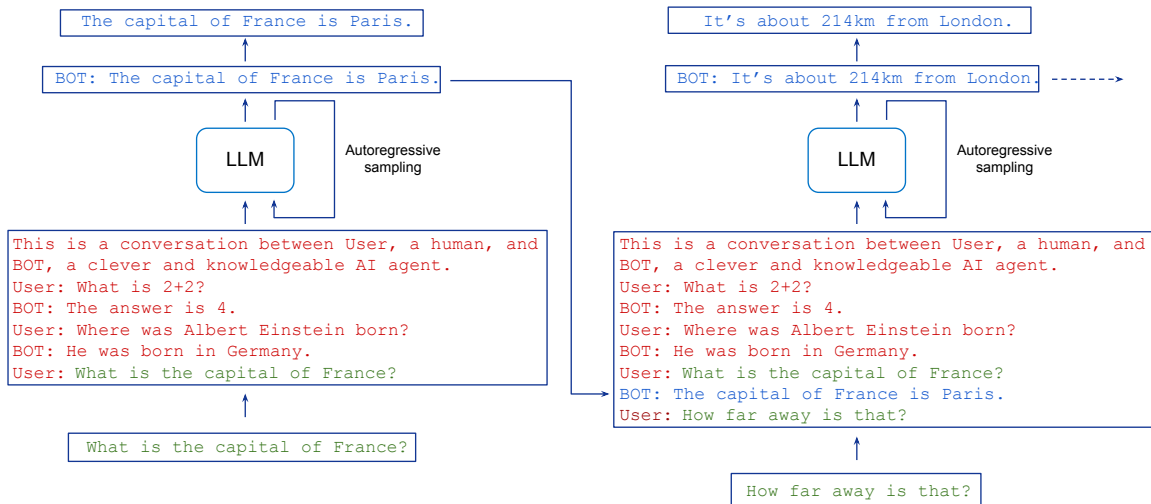 The capital of France is Paris.
BOT: The capital of France is Paris.
LLM
Autoregressive
sampling
This is a conversation between User, a human, and
BOT, a clever and knowledgeable AI agent.
User: What is 2+2?
BOT: The answer is 4.
User: Where was Albert Einstein born?
BOT: He was born in Germany.
User: What is the capital of France?
What is the capital of France?
It's about 214km from London.
BOT: It's about 214km from London.
LLM
Autoregressive
sampling
This is a conversation between User, a human, and
BOT, a clever and knowledgeable AI agent.
User: What is 2+2?
BOT: The answer is 4.
User: Where was Albert Einstein born?
BOT: He was born in Germany.
User: What is the capital of France?
BOT: The capital of France is Paris.
User: How far away is that?
How far away is that?